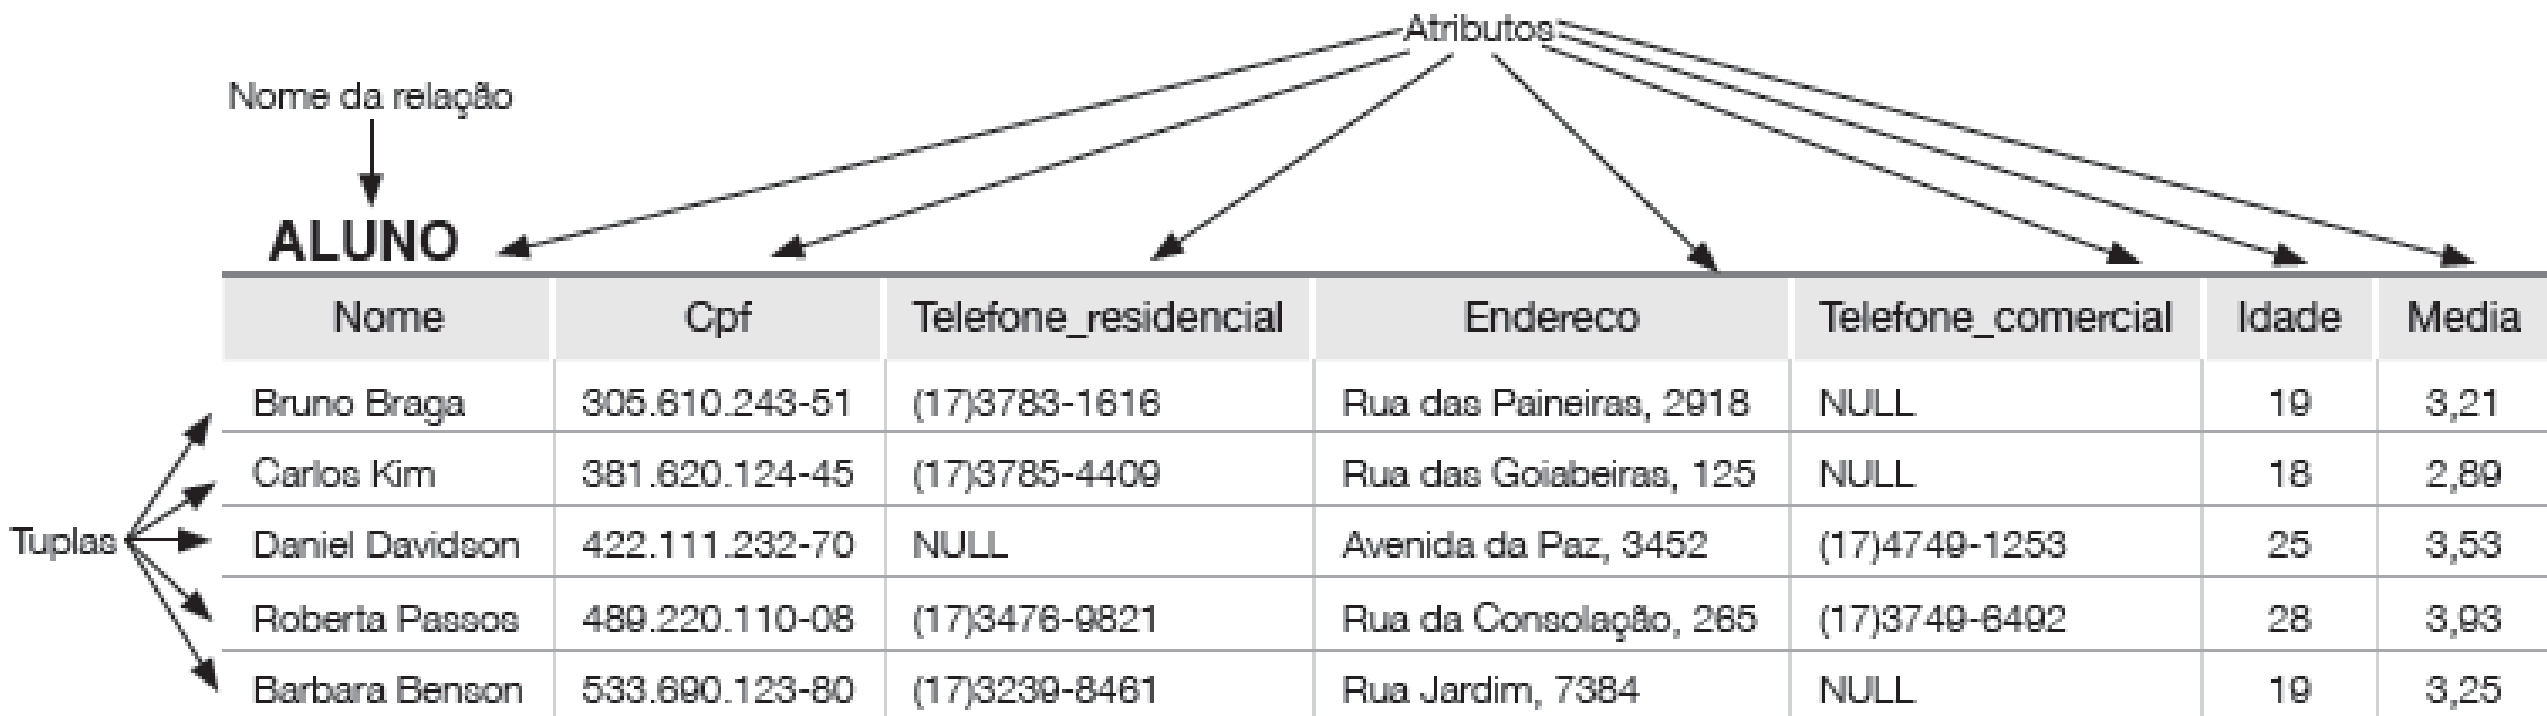 Atributos
Nome da relação
ALUNO
Nome Cpf Telefone_residencial Endereco Telefone_comercial Idade Media
Bruno Braga 305.610.243-51 (17)3783-1616 Rua das Paineiras, 2918 NULL 19 3,21
Carlos Kim 381.620.124-45 (17)3785-4409 Rua das Goiabeiras, 125 NULL 18 2,89
Tuplas Daniel Davidson 422.111.232-70 NULL Avenida da Paz, 3452 (17)4749-1253 25 3,53
Roberta Passos 489.220.110-08 (17)3476-9821 Rua da Consolação, 265 (17)3749-6492 28 3,93
Barbara Benson 533.690.123-80 (17)3239-8461 Rua Jardim, 7384 NULL 19 3,25